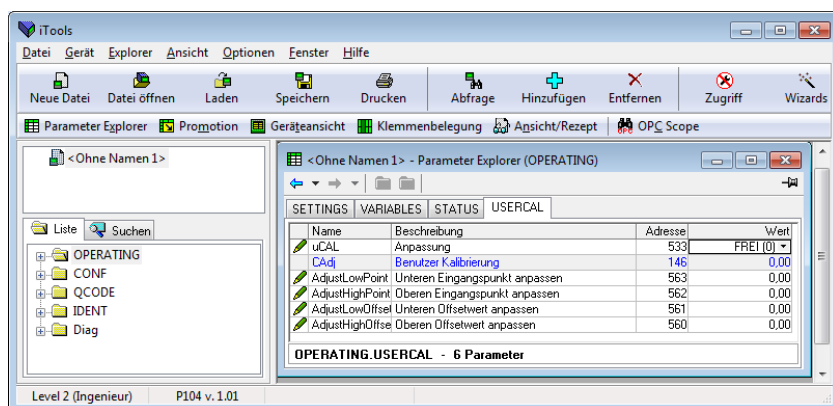 iTools
Datei Gerät Explorer Ansicht Optionen Fenster Hilfe
Neue Datei Datei öffnen Laden Speichern Drucken Abfrage Hinzufügen Entfernen Zugriff Wizards
Parameter Explorer Promotion Geräteansicht Klemmenbelegung Ansicht/Rezept OPC Scope
<Ohne Namen 1>
Liste Suchen
OPERATING
CONF
QCODE
IDENT
Diag
<Ohne Namen 1> - Parameter Explorer (OPERATING)
SETTINGS VARIABLES STATUS USERCAL
Name Beschreibung Adresse Wert
uCAL Anpassung 533 FREI (0)
CAdj Benutzer Kalibrierung 146 0,00
AdjustLowPoint Unteren Eingangspunkt anpassen 563 0,00
AdjustHighPoint Oberen Eingangspunkt anpassen 562 0,00
AdjustLowOffset Unteren Offsetwert anpassen 561 0,00
AdjustHighOffse Oberen Offsetwert anpassen 560 0,00
OPERATING.USERCAL - 6 Parameter
Level 2 (Ingenieur) P104 v. 1.01